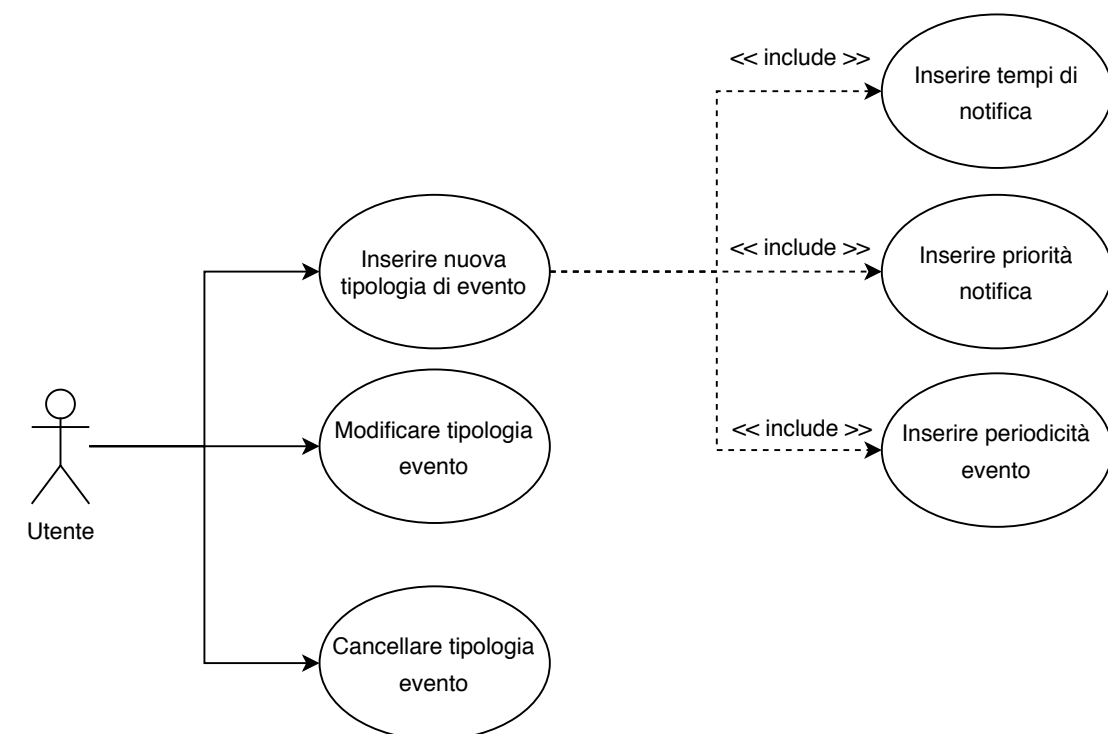 << include >>
Inserire tempi di
notifica
Inserire nuova
tipologia di evento
<< include >>
Inserire priorità
notifica
Modificare tipologia
evento
<< include >>
Inserire periodicità
evento
Utente
Cancellare tipologia
evento